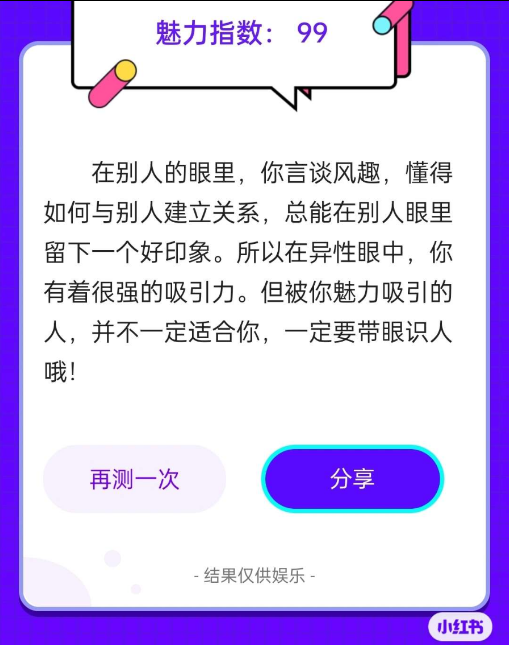 魅力指数： 99
在别人的眼里，你言谈风趣，懂得
如何与别人建立关系，总能在别人眼里
留下一个好印象。所以在异性眼中，你
有着很强的吸引力。但被你魅力吸引的
人，并不一定适合你，一定要带眼识人
哦！
再测一次
分享
- 结果仅供娱乐 -
小红书